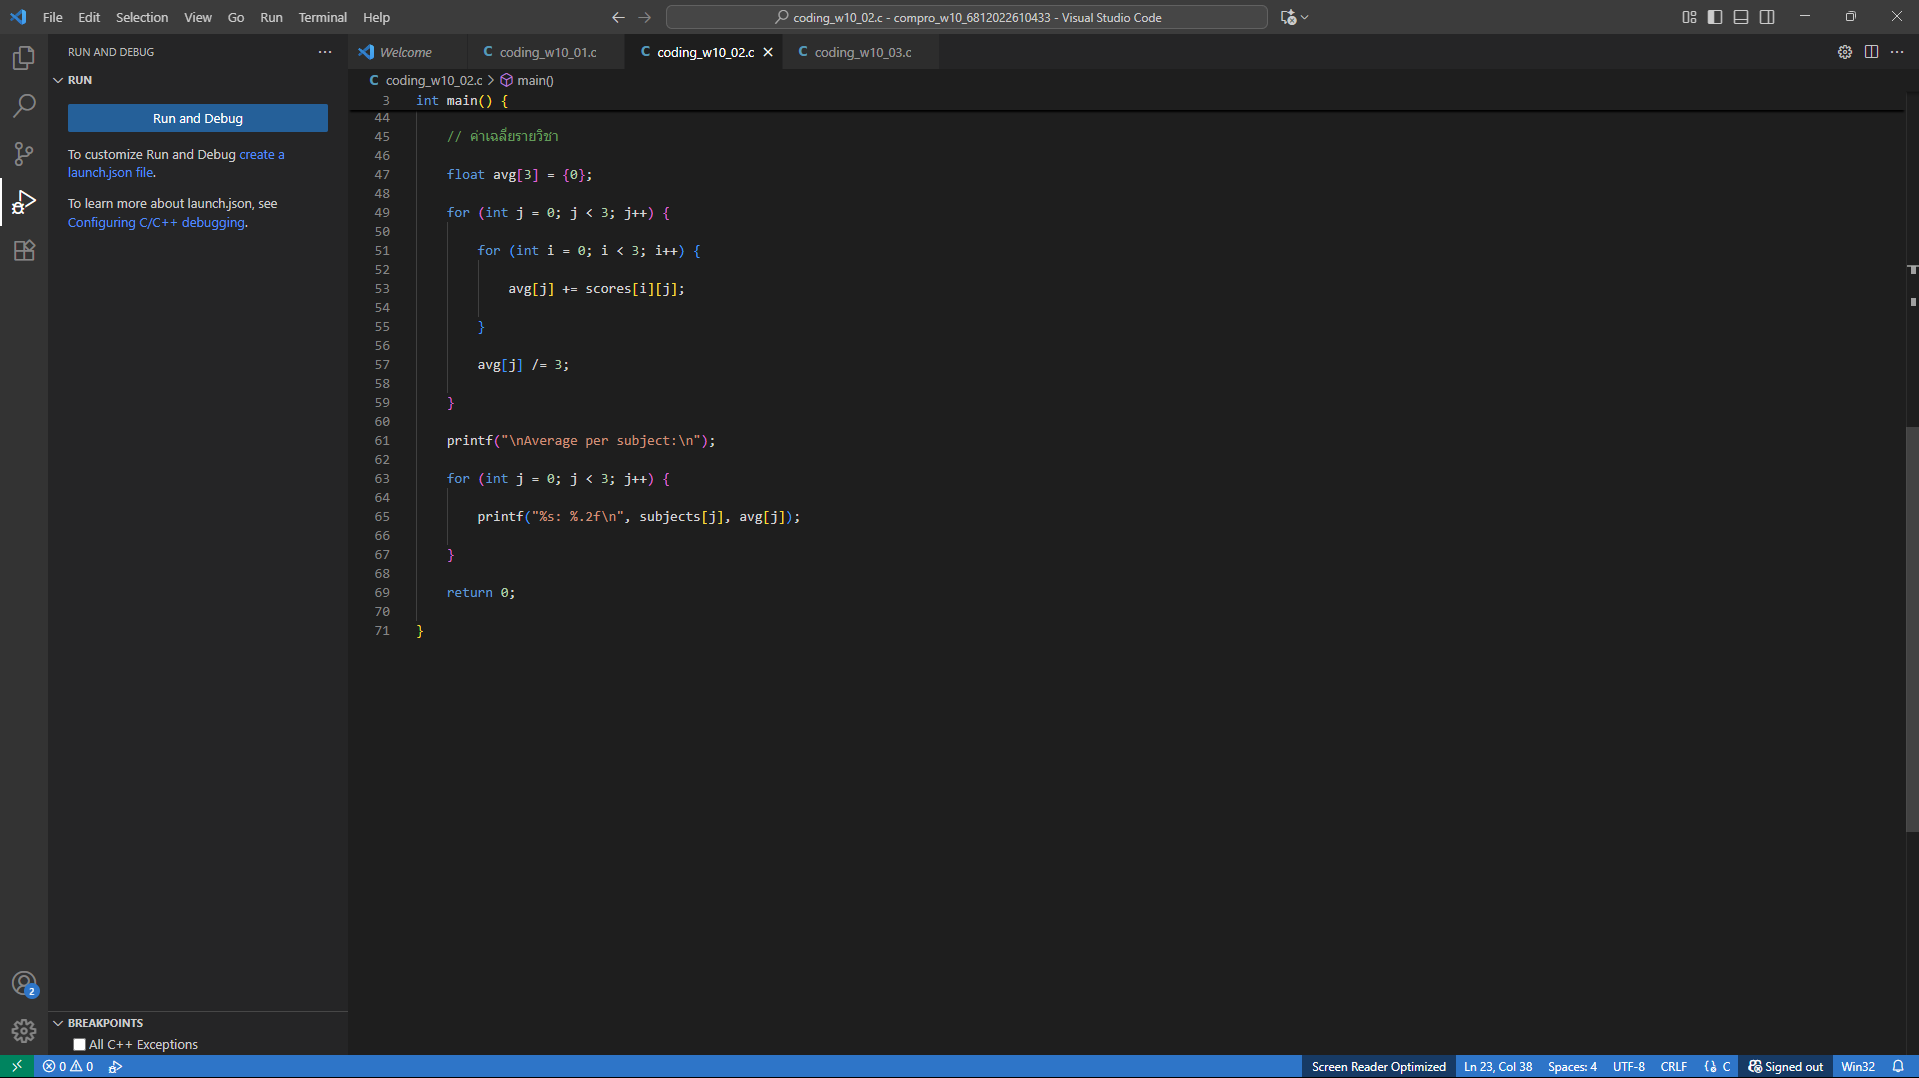 File Edit Selection View Go Run Terminal Help
coding_w10_02.c - compro_w10_6812022610433 - Visual Studio Code
RUN AND DEBUG
RUN
Run and Debug
To customize Run and Debug create a
launch.json file.
To learn more about launch.json, see
Configuring C/C++ debugging.
Welcome
coding_w10_01.c
coding_w10_02.c
coding_w10_03.c
coding_w10_02.c > main()
3 int main() {
44
45 // ค่าเฉลี่ยรายวิชา
46
47 float avg[3] = {0};
48
49 for (int j = 0; j < 3; j++) {
50
51 for (int i = 0; i < 3; i++) {
52
53 avg[j] += scores[i][j];
54
55 }
56
57 avg[j] /= 3;
58
59 }
60
61 printf("\nAverage per subject:\n");
62
63 for (int j = 0; j < 3; j++) {
64
65 printf("%s: %.2f\n", subjects[j], avg[j]);
66
67 }
68
69 return 0;
70
71 }
2
BREAKPOINTS
All C++ Exceptions
0 0
Screen Reader Optimized Ln 23, Col 38 Spaces: 4 UTF-8 CRLF {} C Signed out Win32